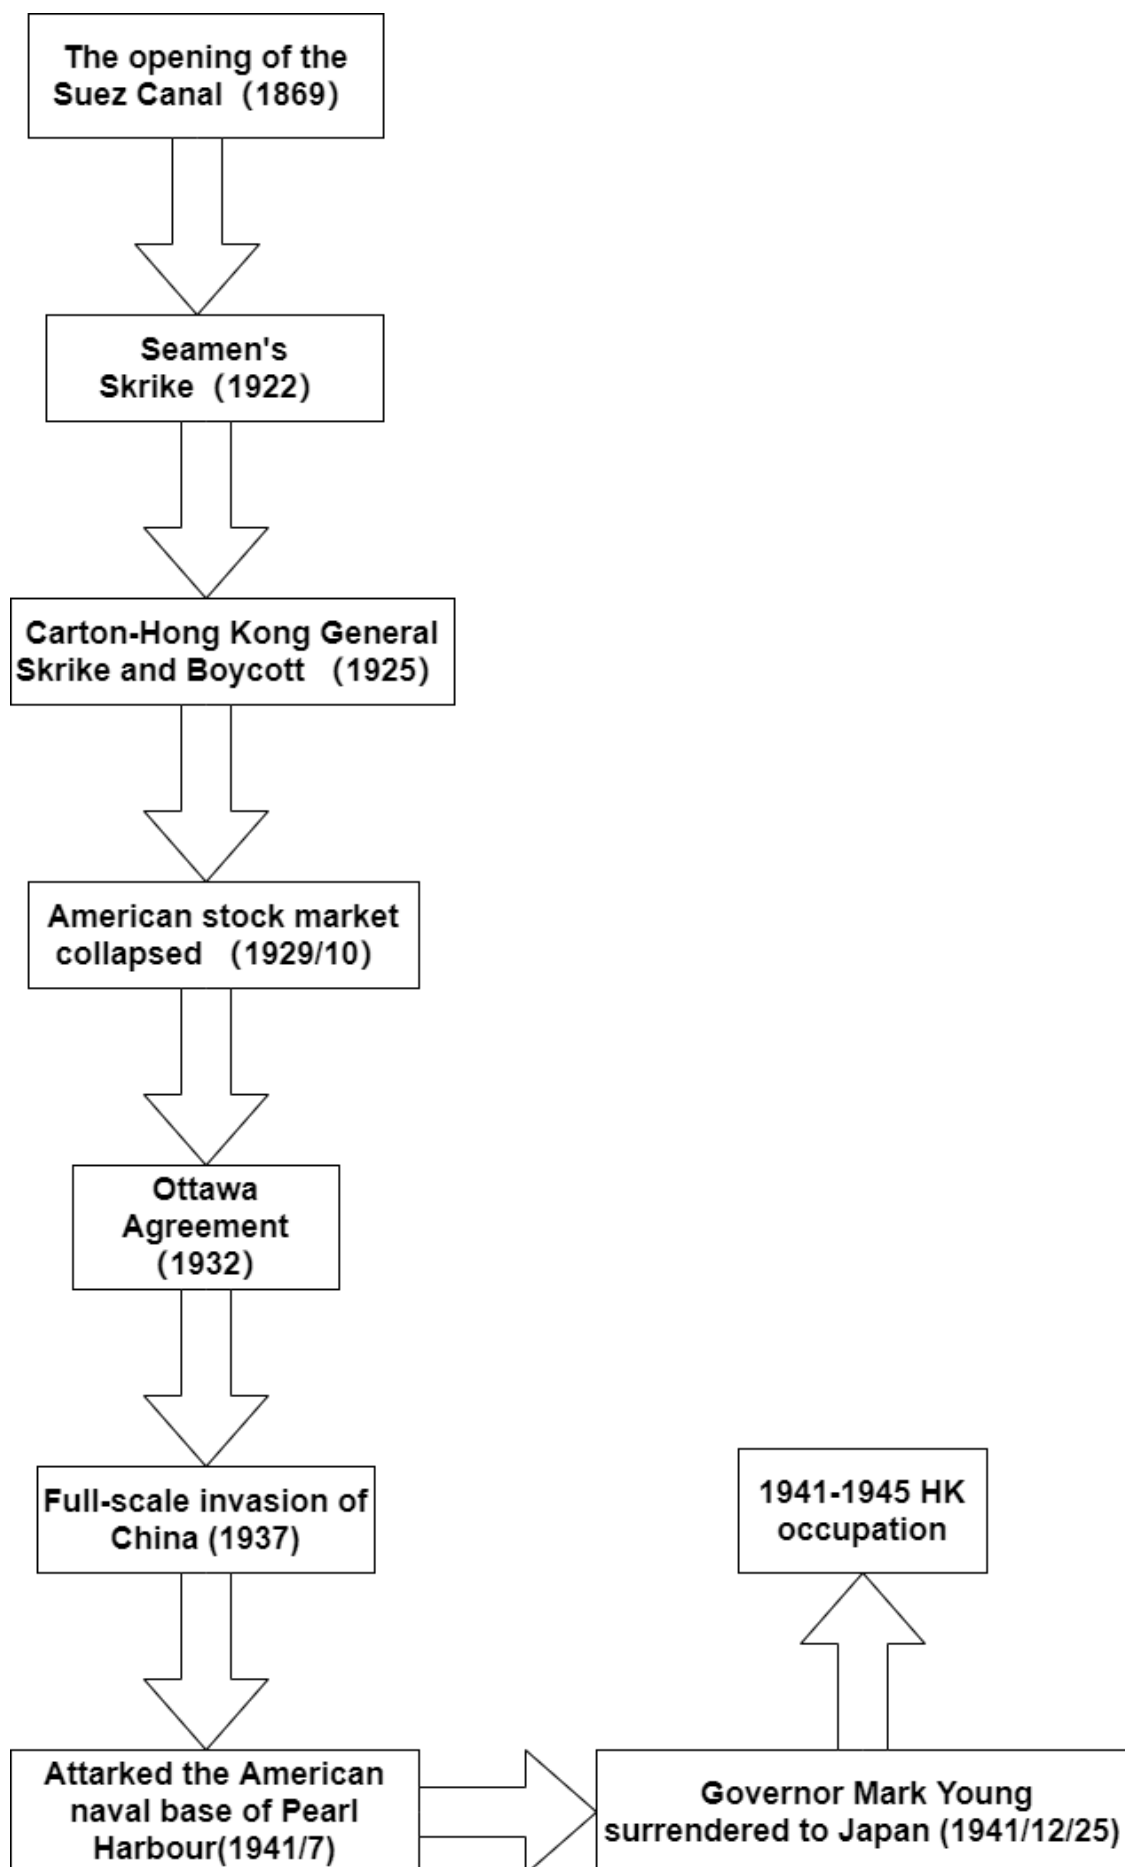 The opening of the
Suez Canal（1869）
Seamen's
Skrike（1922）
Carton-Hong Kong General
Skrike and Boycott （1925）
American stock market
collapsed （1929/10）
Ottawa
Agreement
（1932）
Full-scale invasion of
China (1937)
Attarked the American
naval base of Pearl
Harbour(1941/7)
Governor Mark Young
surrendered to Japan (1941/12/25)
1941-1945 HK
occupation